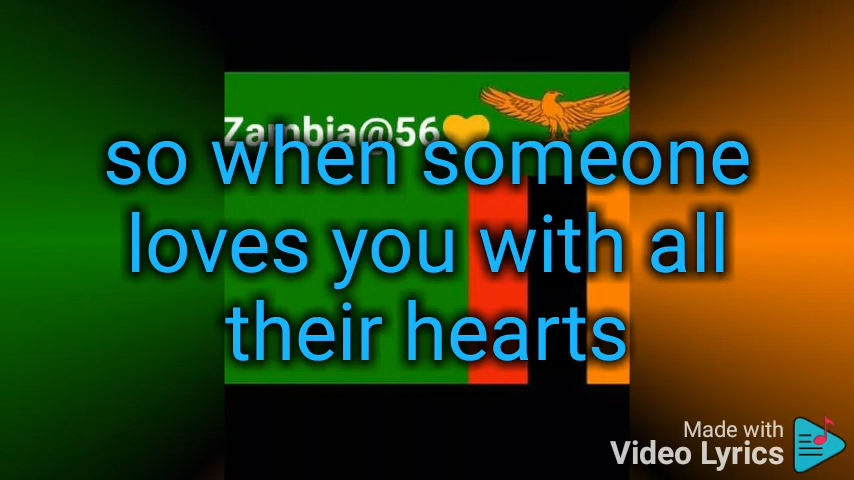 Zambia@56💛
so when someone
loves you with all
their hearts
Made with
Video Lyrics